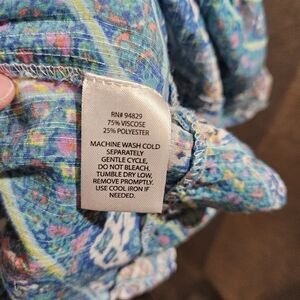 RN# 94829
75% VISCOSE
25% POLYESTER
MACHINE WASH COLD
SEPARATELY
GENTLE CYCLE,
DO NOT BLEACH.
TUMBLE DRY LOW,
REMOVE PROMPTLY.
USE COOL IRON IF
NEEDED.